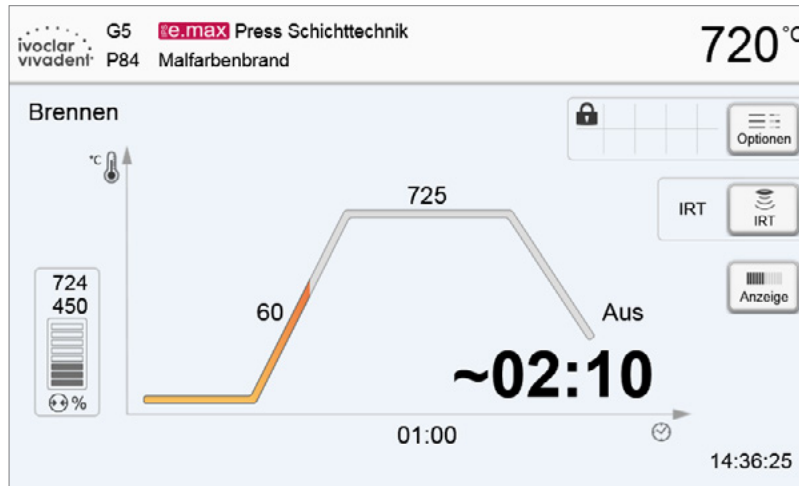 ivoclar
vivadent
G5 IPS e.max Press Schichttechnik
P84 Malfarbenbrand
720°C
Brennen
Optionen
°C
725
IRT
IRT
724
450
60
Anzeige
Aus
~02:10
%
01:00
14:36:25